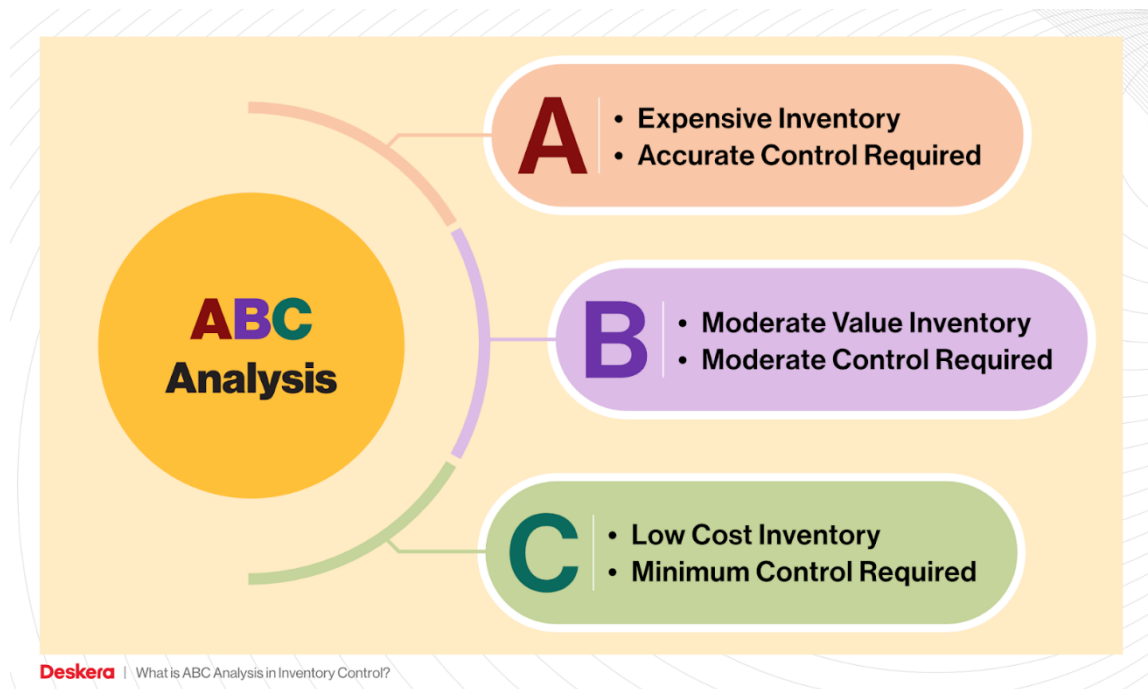 ABC
Analysis
A
• Expensive Inventory
• Accurate Control Required
B
• Moderate Value Inventory
• Moderate Control Required
C
• Low Cost Inventory
• Minimum Control Required
Deskera | What is ABC Analysis in Inventory Control?